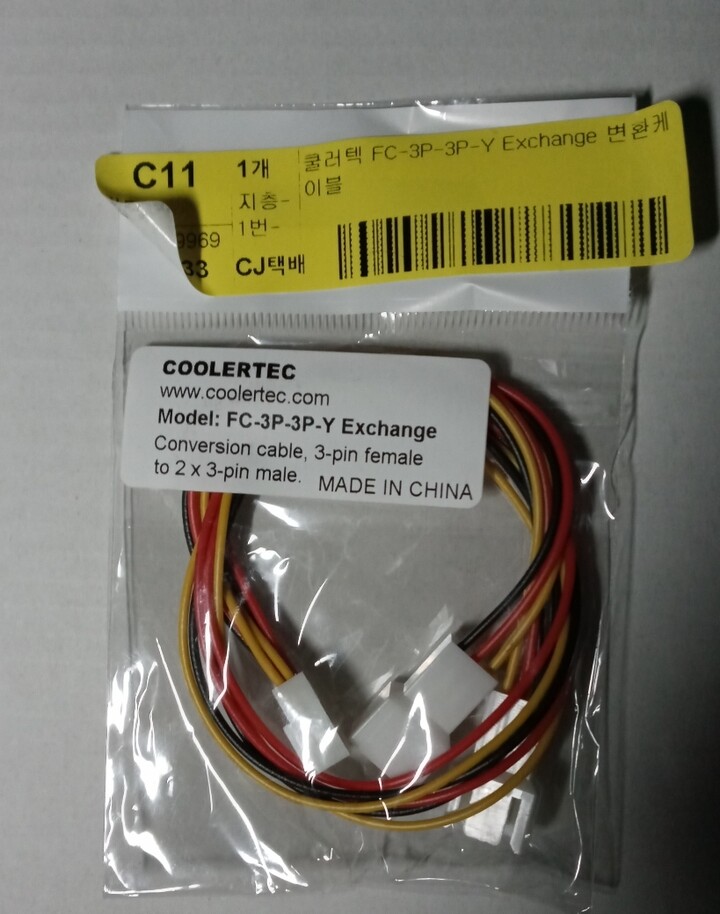 C11
1개
쿨러텍 FC-3P-3P-Y Exchange 변환케
이블
지층-
1번-
9969
33
CJ택배
COOLERTEC
www.coolertec.com
Model: FC-3P-3P-Y Exchange
Conversion cable, 3-pin female
to 2 x 3-pin male.
MADE IN CHINA